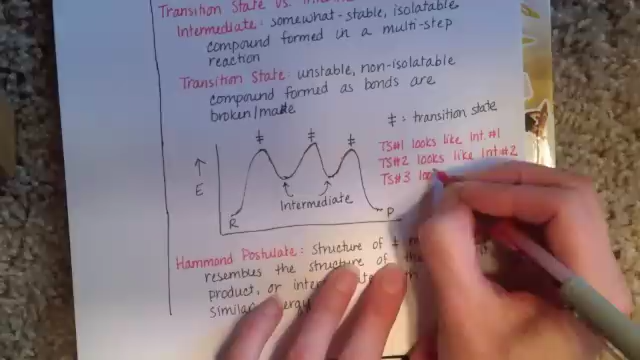 Transition State vs.
Intermediate: somewhat-stable, isolatable
compound formed in a multi-step
reaction
Transition State: unstable, non-isolatable
compound formed as bonds are
broken/made
‡ = transition state
‡ ‡ ‡
TS#1 looks like Int. #1
TS#2 looks like Int. #2
TS#3 loo
↑
E
Intermediate
R
P
Hammond Postulate: Structure of ‡
resembles the structure of
product, or
similar